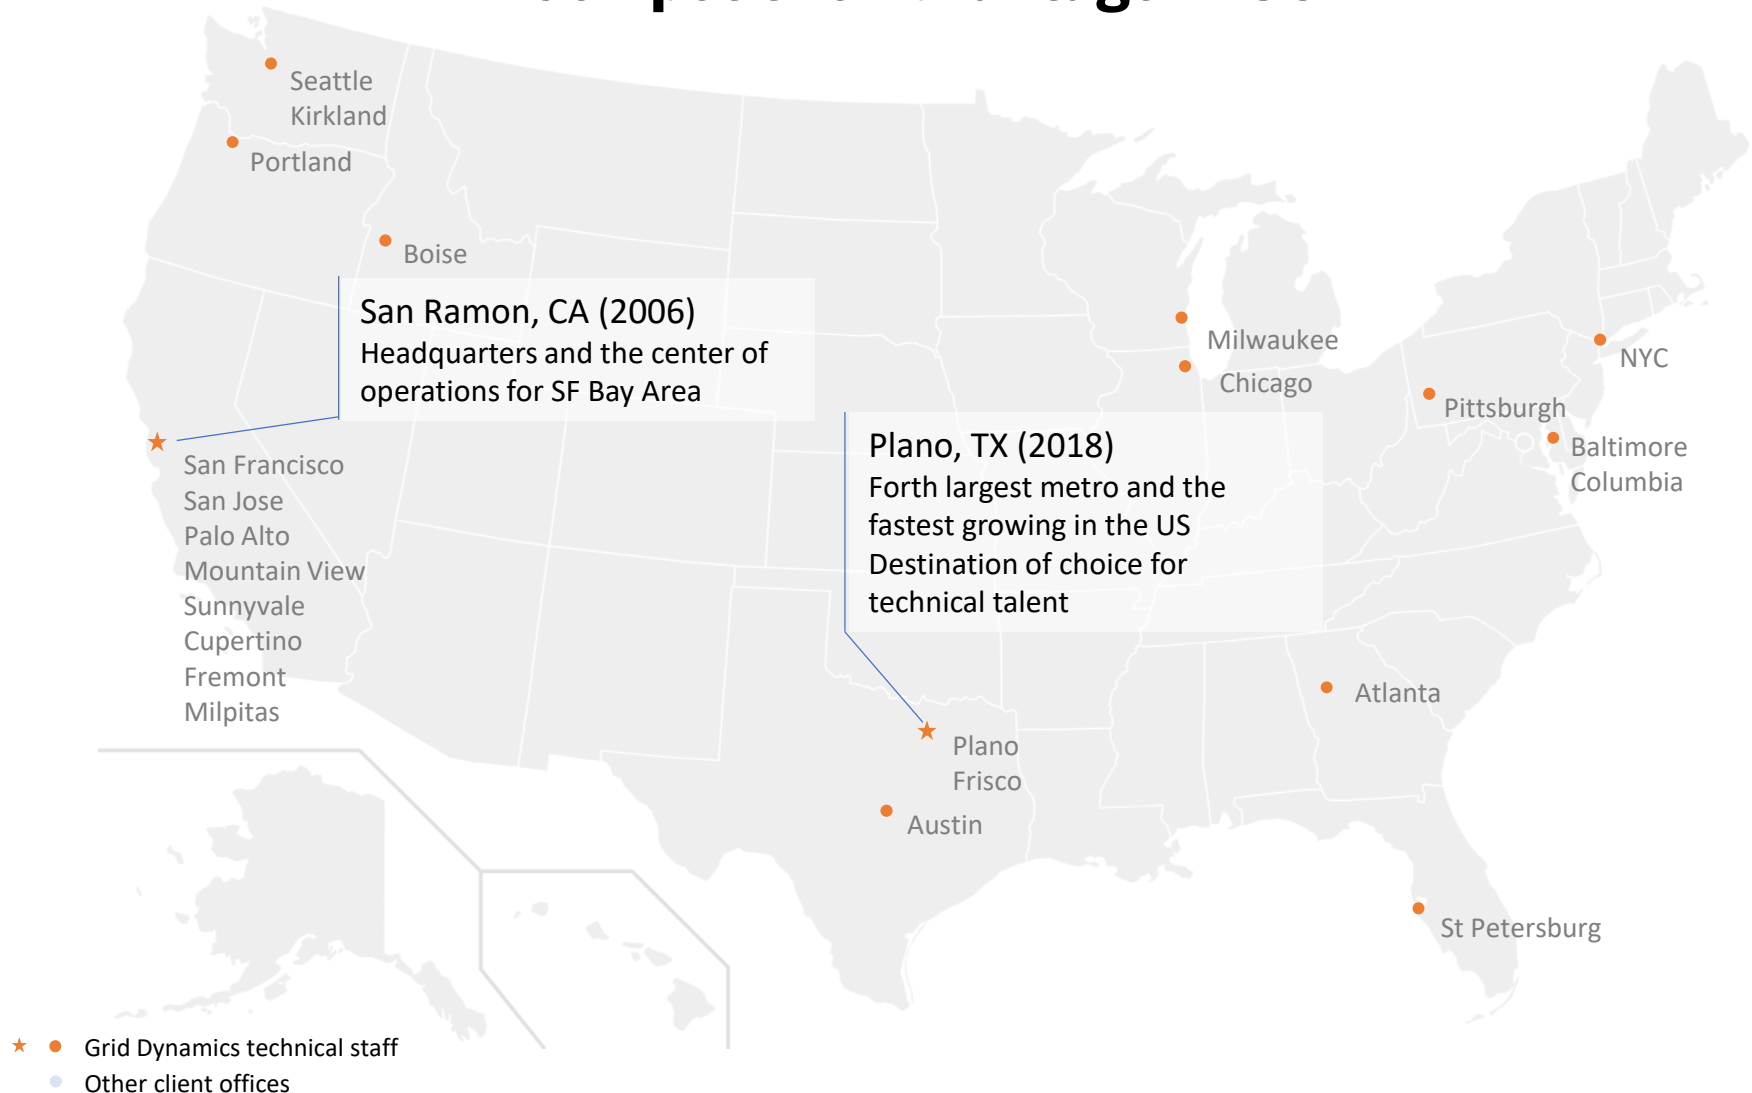 Seattle
Kirkland
Portland
Boise
San Ramon, CA (2006)
Headquarters and the center of
operations for SF Bay Area
Milwaukee
Chicago
NYC
Pittsburgh
Baltimore
Columbia
Plano, TX (2018)
Forth largest metro and the
fastest growing in the US
Destination of choice for
technical talent
San Francisco
San Jose
Palo Alto
Mountain View
Sunnyvale
Cupertino
Fremont
Milpitas
Atlanta
Plano
Frisco
Austin
St Petersburg
Grid Dynamics technical staff
Other client offices